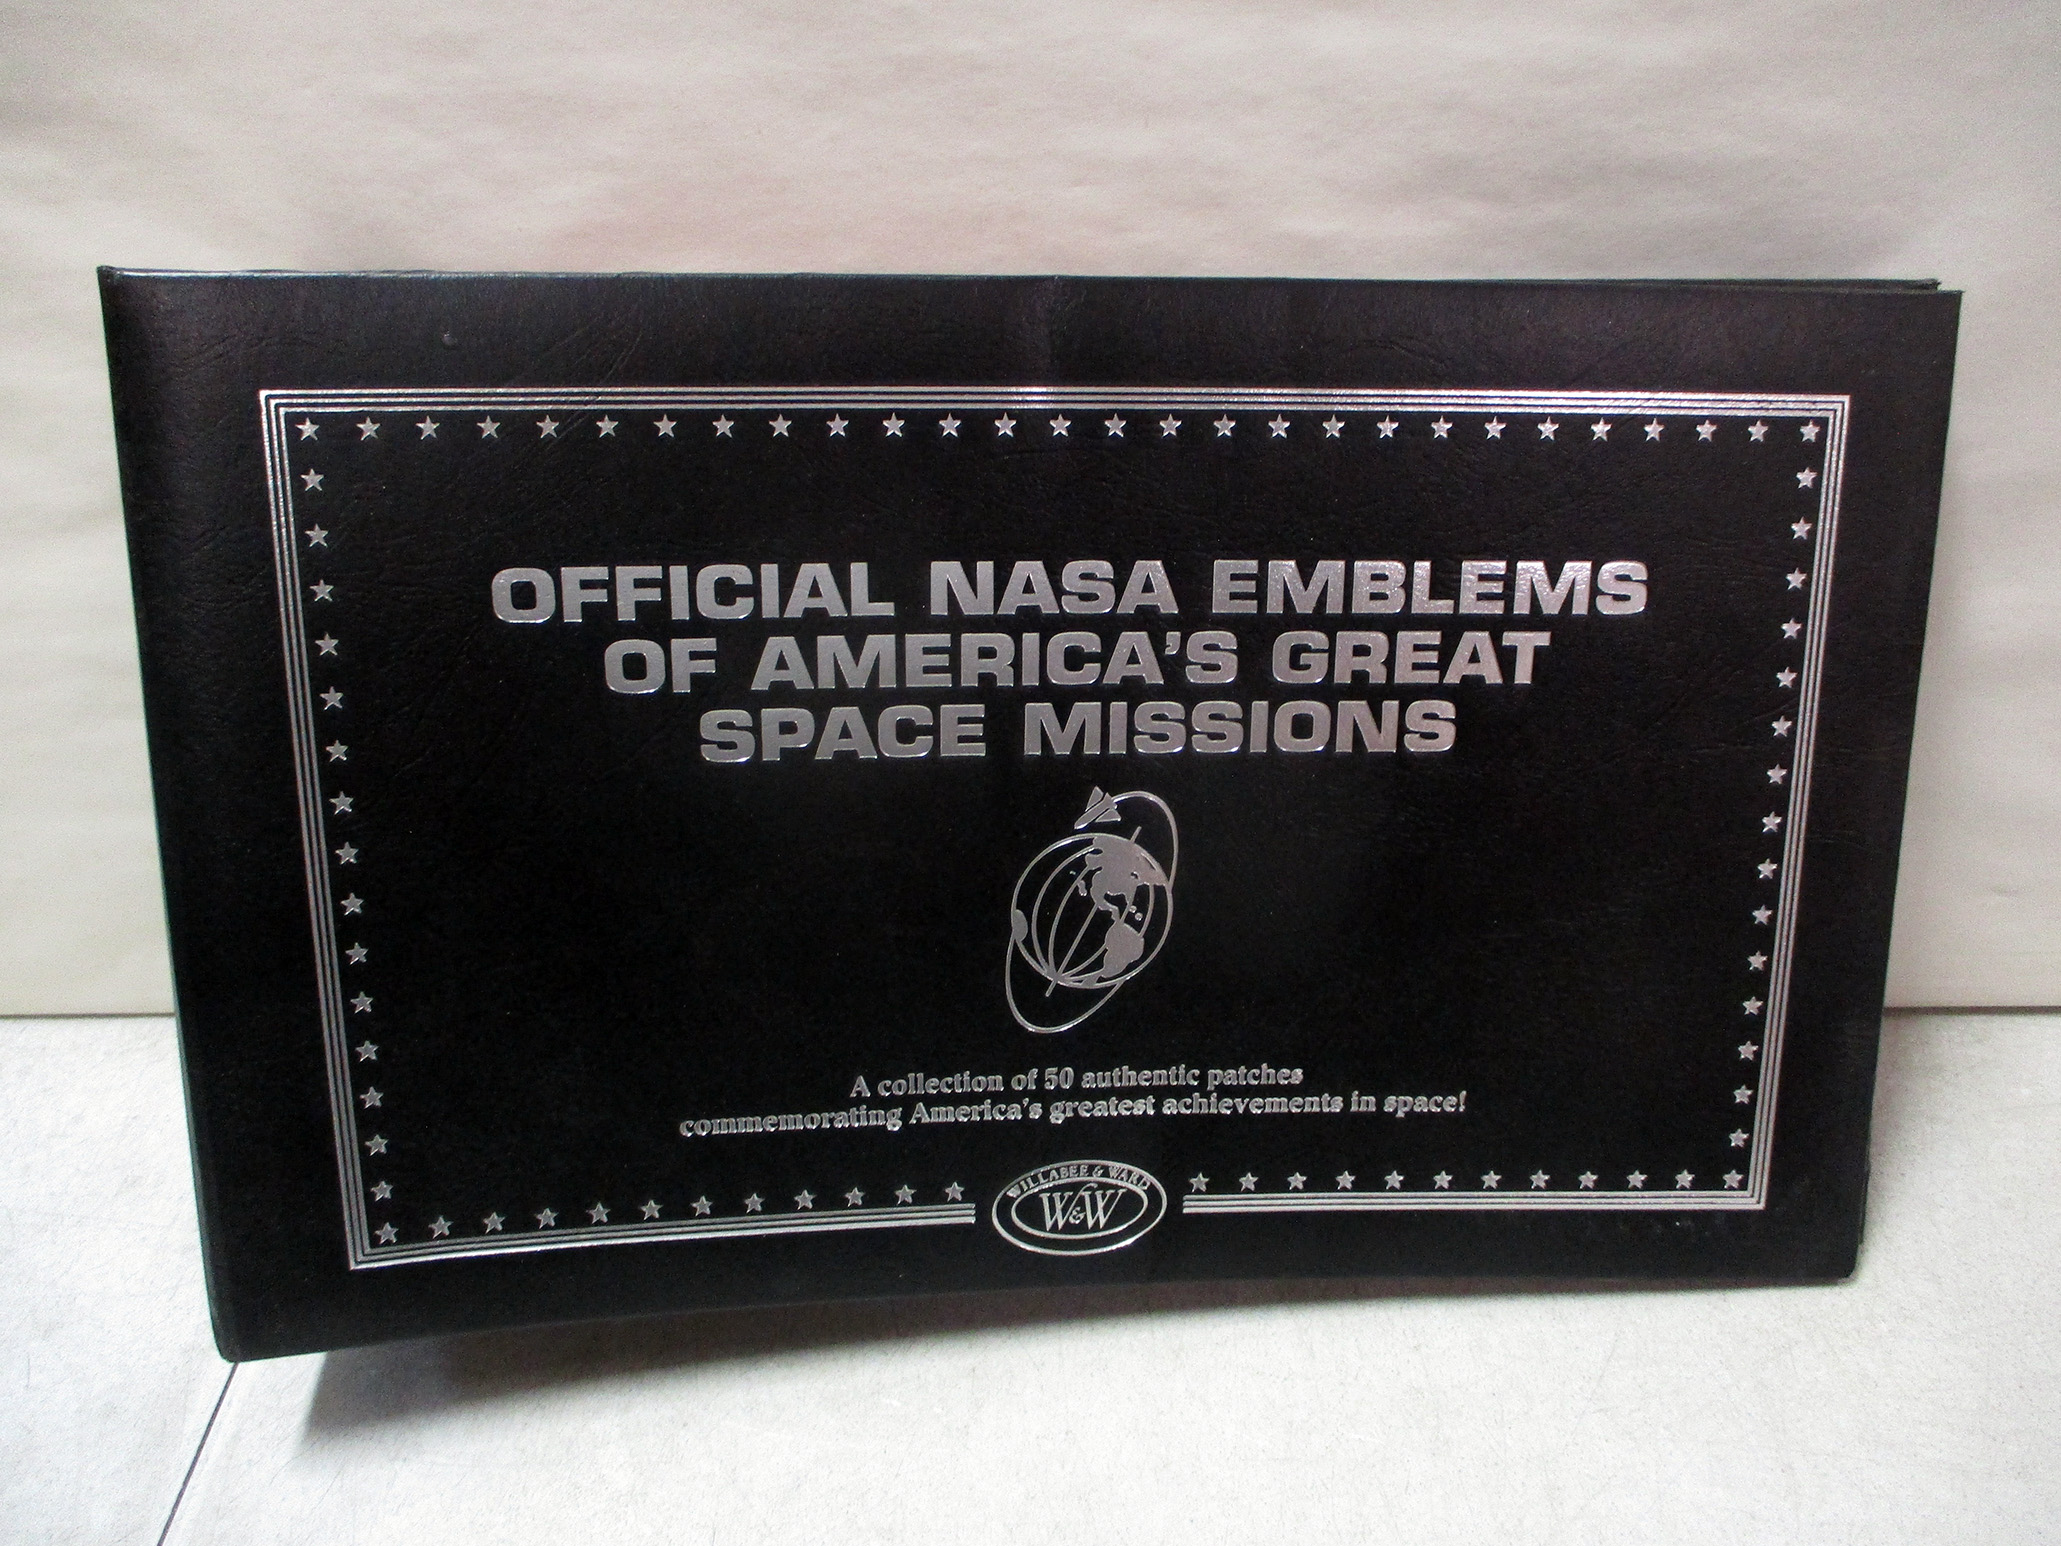 OFFICIAL NASA EMBLEMS
OF AMERICA'S GREAT
SPACE MISSIONS
A collection of 50 authentic patches
commemorating America's greatest achievements in space!
WILLABEE & WARD
W&W